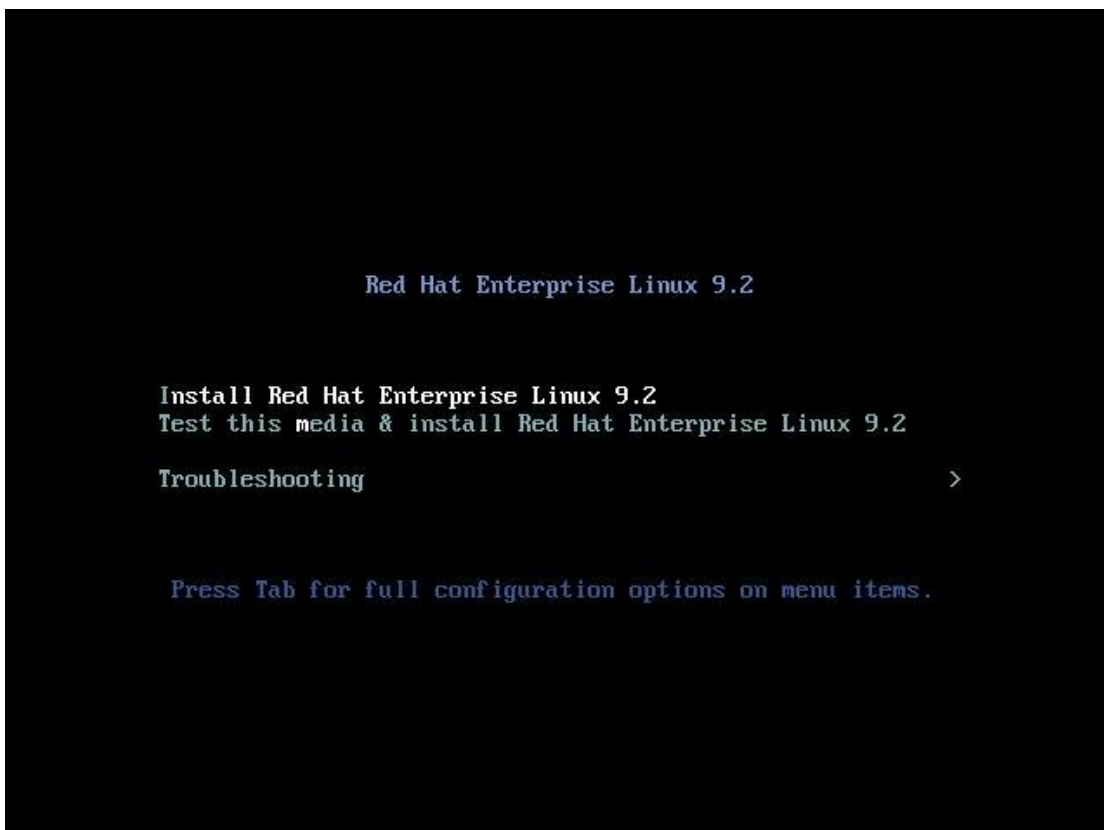 Red Hat Enterprise Linux 9.2
Install Red Hat Enterprise Linux 9.2
Test this media & install Red Hat Enterprise Linux 9.2
Troubleshooting >
Press Tab for full configuration options on menu items.